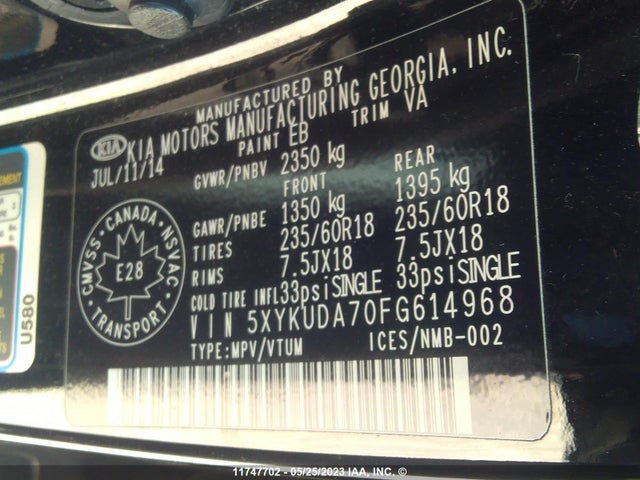 MANUFACTURED BY
KIA KIA MOTORS MANUFACTURING GEORGIA, INC.
JUL/11/14 PAINT EB TRIM VA
GVWR/PNBV 2350 kg
FRONT REAR
GAWR/PNBE 1350 kg 1395 kg
TIRES 235/60R18 235/60R18
RIMS 7.5JX18 7.5JX18
COLD TIRE INFL 33psiSINGLE 33psiSINGLE
VIN 5XYKUDA70FG614968
TYPE:MPV/VTUM ICES/NMB-002
CMVSS • CANADA • NSVAC
E28
TRANSPORT
U580
11747702 - 05/25/2023 IAA, INC. ©